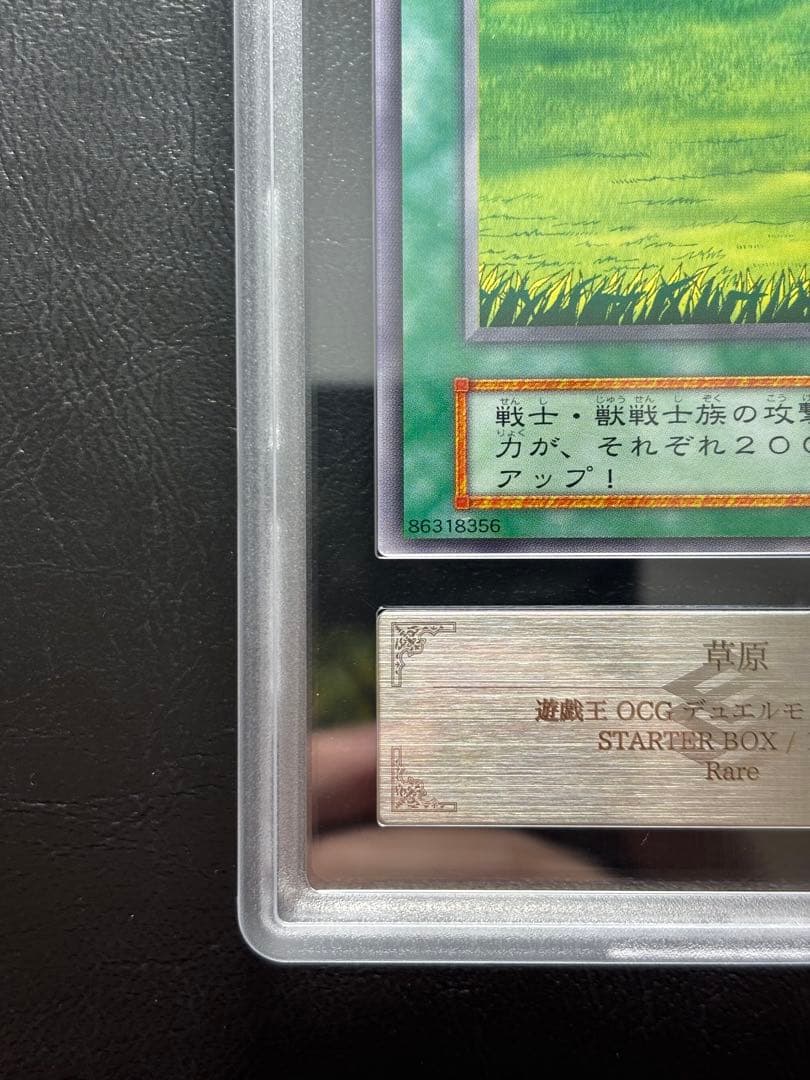 戦士・獣戦士族の攻撃
力が、それぞれ200
アップ！
86318356
草原
遊戯王 OCG デュエルモ
STARTER BOX /
Rare